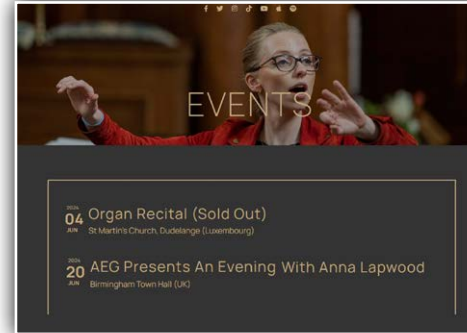 EVENTS
2024
04
JUN
Organ Recital (Sold Out)
St Martin's Church, Dudelange (Luxembourg)
2024
20
JUN
AEG Presents An Evening With Anna Lapwood
Birmingham Town Hall (UK)